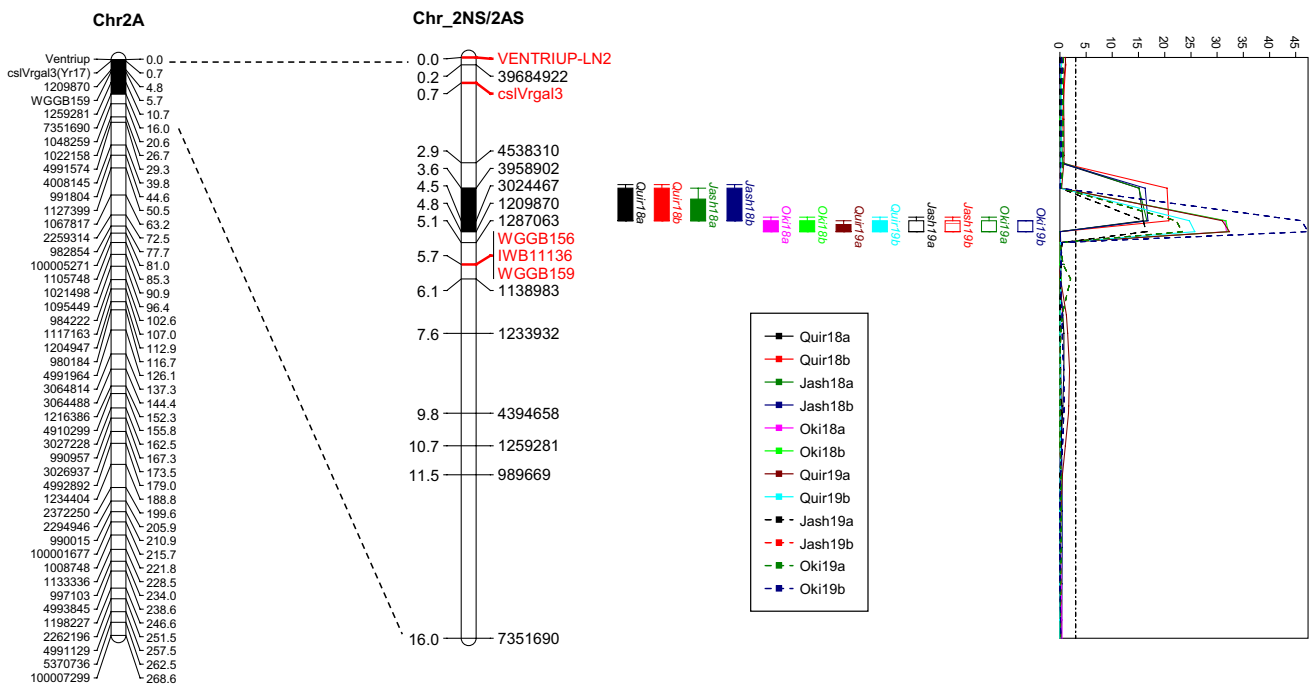 Chr2A
Ventriup 0.0
cslVrgal3(Yr17) 0.7
1209870 4.8
WGGB159 5.7
1259281 10.7
7351690 16.0
1048259 20.6
1022158 26.7
4991574 29.3
4008145 39.8
991804 44.6
1127399 50.5
1067817 63.2
2259314 72.5
982854 77.7
100005271 81.0
1105748 85.3
1021498 90.9
1095449 96.4
984222 102.6
1117163 107.0
1204947 112.9
980184 116.7
4991964 126.1
3064814 137.3
3064488 144.4
1216386 152.3
4910299 155.8
3027228 162.5
990957 167.3
3026937 173.5
4992892 179.0
1234404 188.8
2372250 199.6
2294946 205.9
990015 210.9
100001677 215.7
1008748 221.8
1133336 228.5
997103 234.0
4993845 238.6
1198227 246.6
2262196 251.5
4991129 257.5
5370736 262.5
100007299 268.6
Chr_2NS/2AS
0.0 VENTRIUP-LN2
0.2 39684922
0.7 cslVrgal3
2.9 4538310
3.6 3958902
4.5 3024467
4.8 1209870
5.1 1287063
WGGB156
5.7 IWB11136
WGGB159
6.1 1138983
7.6 1233932
9.8 4394658
10.7 1259281
11.5 989669
16.0 7351690
Quir18a
Quir18b
Jash18a
Jash18b
Oki18a
Oki18b
Quir19a
Quir19b
Jash19a
Jash19b
Oki19a
Oki19b
Quir18a
Quir18b
Jash18a
Jash18b
Oki18a
Oki18b
Quir19a
Quir19b
Jash19a
Jash19b
Oki19a
Oki19b
0 5 10 15 20 25 30 35 40 45